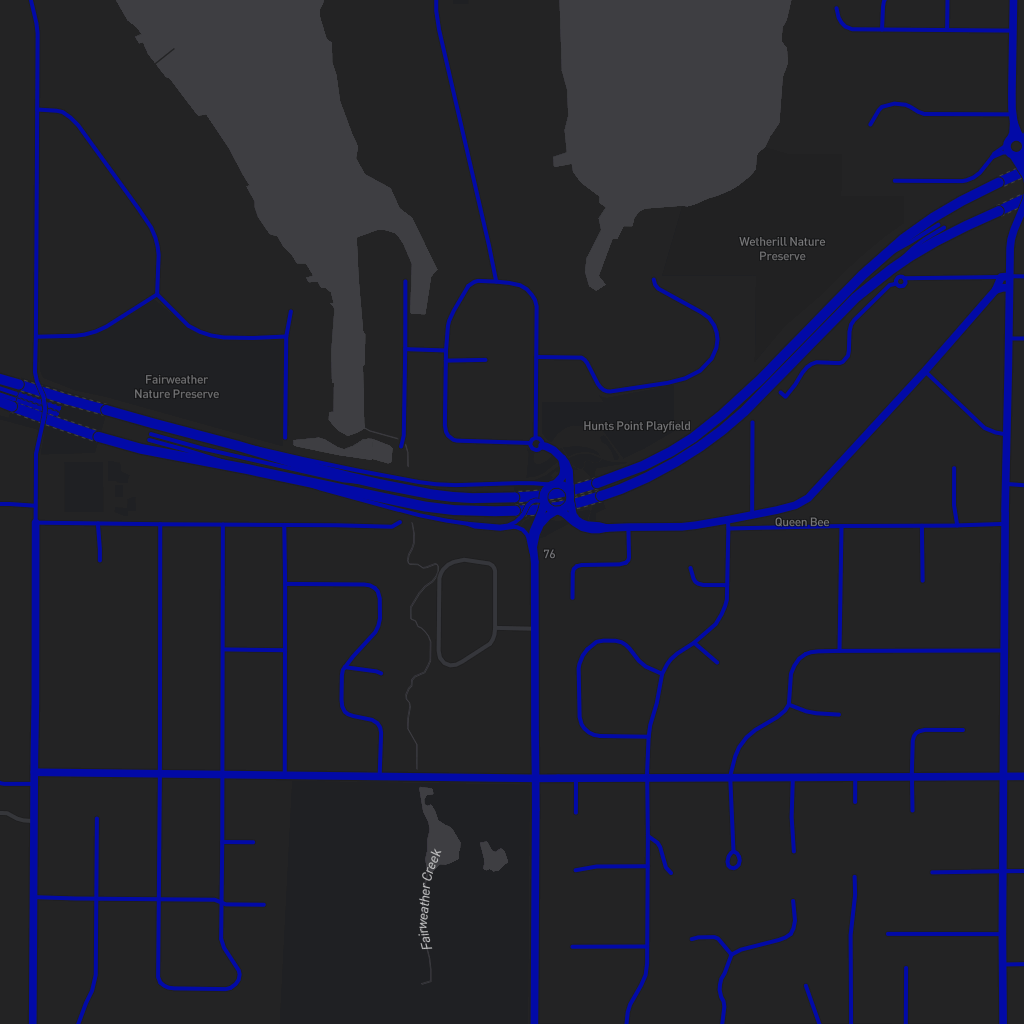 Wetherill Nature
Preserve
Fairweather
Nature Preserve
Hunts Point Playfield
Queen Bee
76
Fairweather Creek